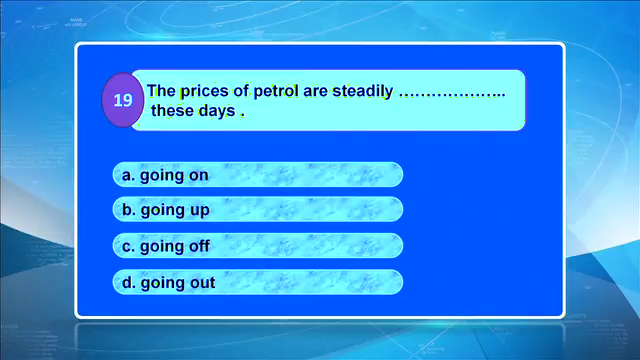 19
The prices of petrol are steadily ………………..
these days .
a. going on
b. going up
c. going off
d. going out